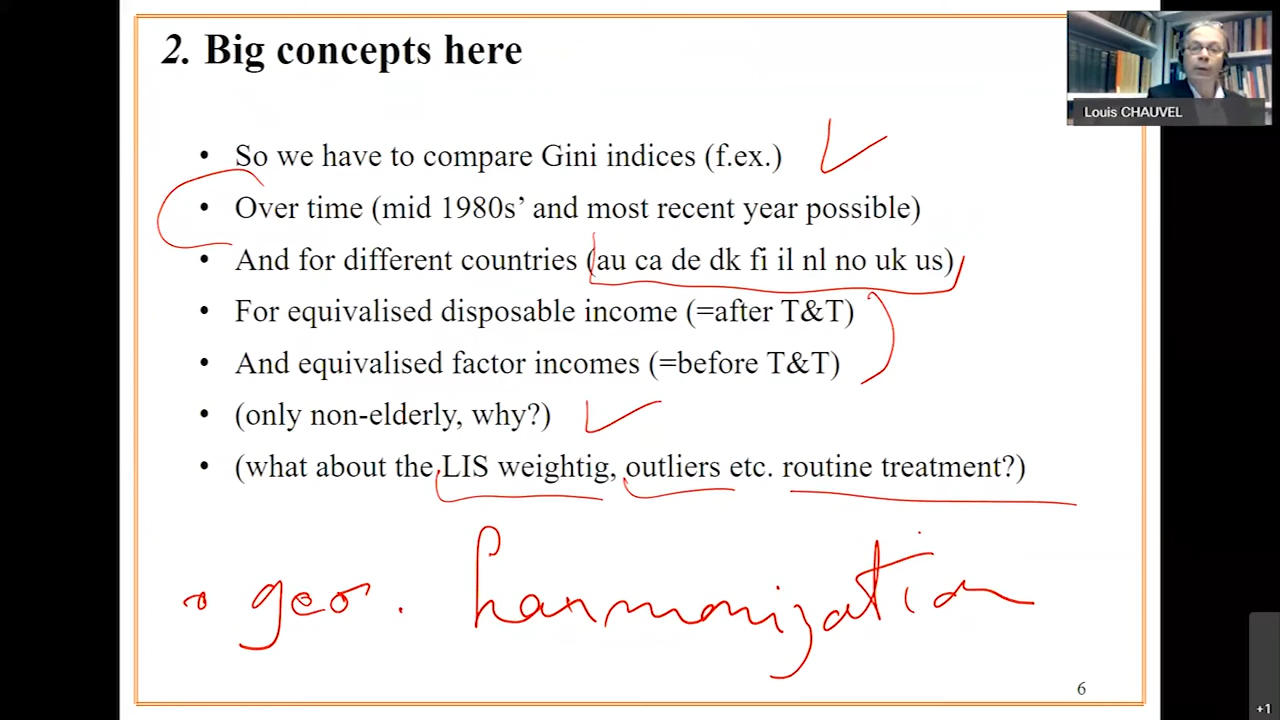 2. Big concepts here
Louis CHAUVEL
• So we have to compare Gini indices (f.ex.)
• Over time (mid 1980s’ and most recent year possible)
• And for different countries (au ca de dk fi il nl no uk us)
• For equivalised disposable income (=after T&T)
• And equivalised factor incomes (=before T&T)
• (only non-elderly, why?)
• (what about the LIS weightig, outliers etc. routine treatment?)
• geo. harmonization
6
+1